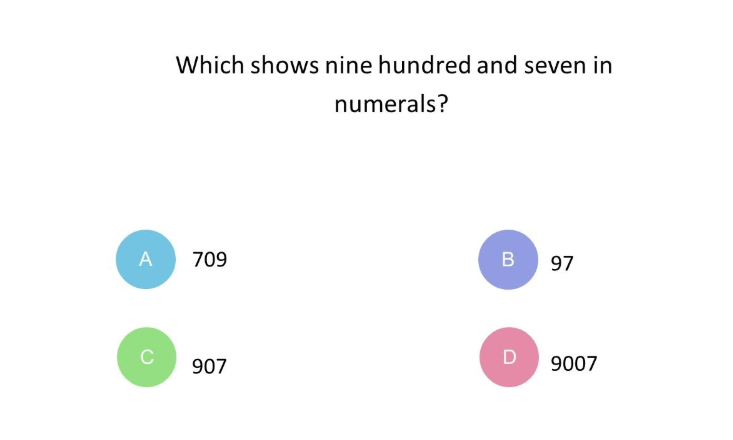 Which shows nine hundred and seven in
numerals?
A 709
B 97
C 907
D 9007